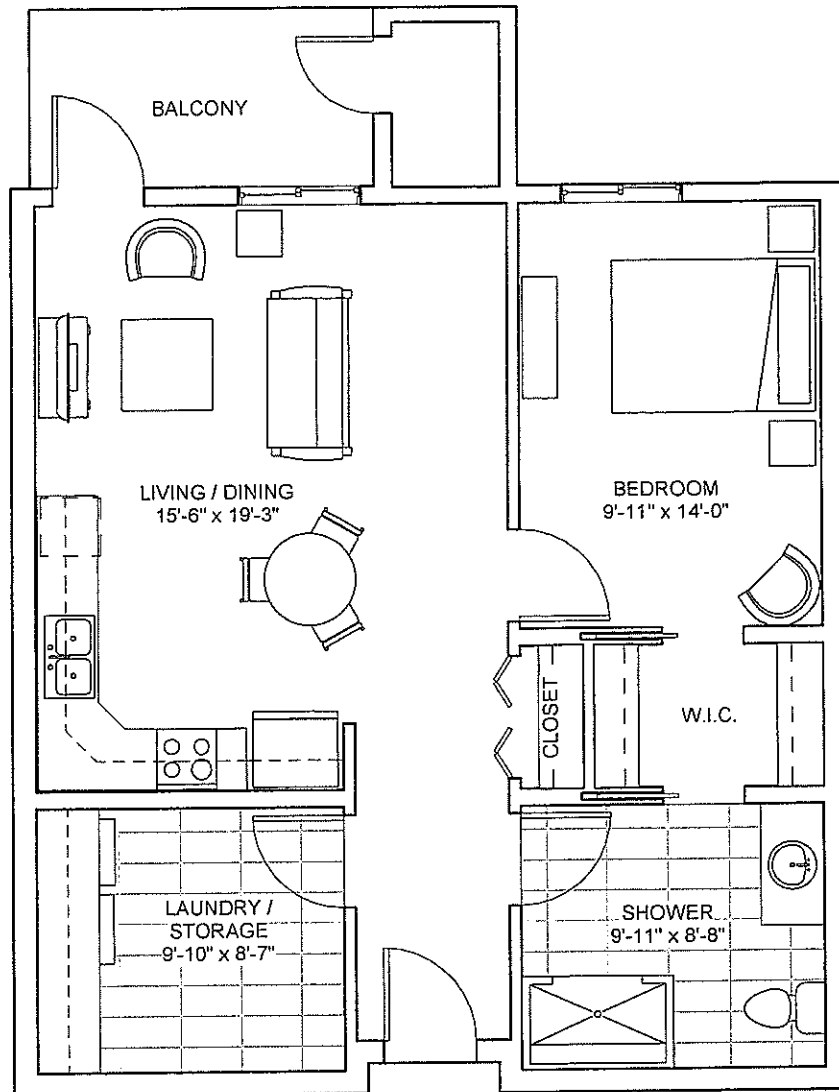 BALCONY
LIVING / DINING
15'-6" x 19'-3"
BEDROOM
9'-11" x 14'-0"
CLOSET
W.I.C.
LAUNDRY /
STORAGE
9'-10" x 8'-7"
SHOWER
9'-11" x 8'-8"